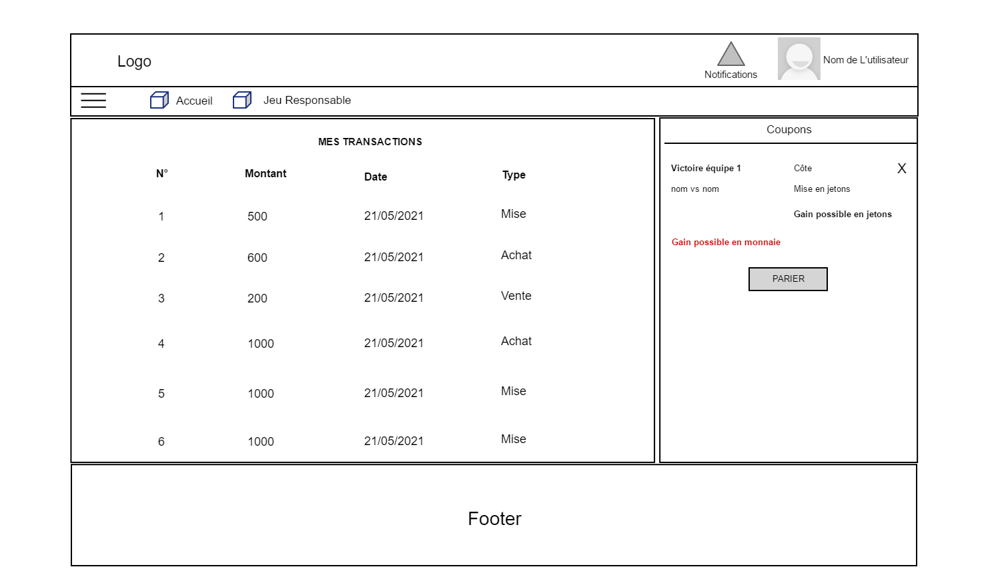 Logo
Notifications
Nom de L'utilisateur
Accueil
Jeu Responsable
MES TRANSACTIONS
N° Montant Date Type
1 500 21/05/2021 Mise
2 600 21/05/2021 Achat
3 200 21/05/2021 Vente
4 1000 21/05/2021 Achat
5 1000 21/05/2021 Mise
6 1000 21/05/2021 Mise
Coupons
Victoire équipe 1 Côte X
nom vs nom Mise en jetons
Gain possible en jetons
Gain possible en monnaie
PARIER
Footer